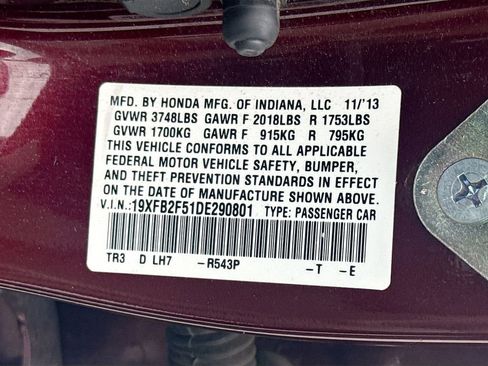 MFD. BY HONDA MFG. OF INDIANA, LLC 11/'13
GVWR 3748LBS GAWR F 2018LBS R 1753LBS
GVWR 1700KG GAWR F 915KG R 795KG
THIS VEHICLE CONFORMS TO ALL APPLICABLE
FEDERAL MOTOR VEHICLE SAFETY, BUMPER,
AND THEFT PREVENTION STANDARDS IN EFFECT
ON THE DATE OF MANUFACTURE SHOWN ABOVE.
V.I.N.:19XFB2F51DE290801 TYPE: PASSENGER CAR
TR3 D LH7 –R543P –T –E